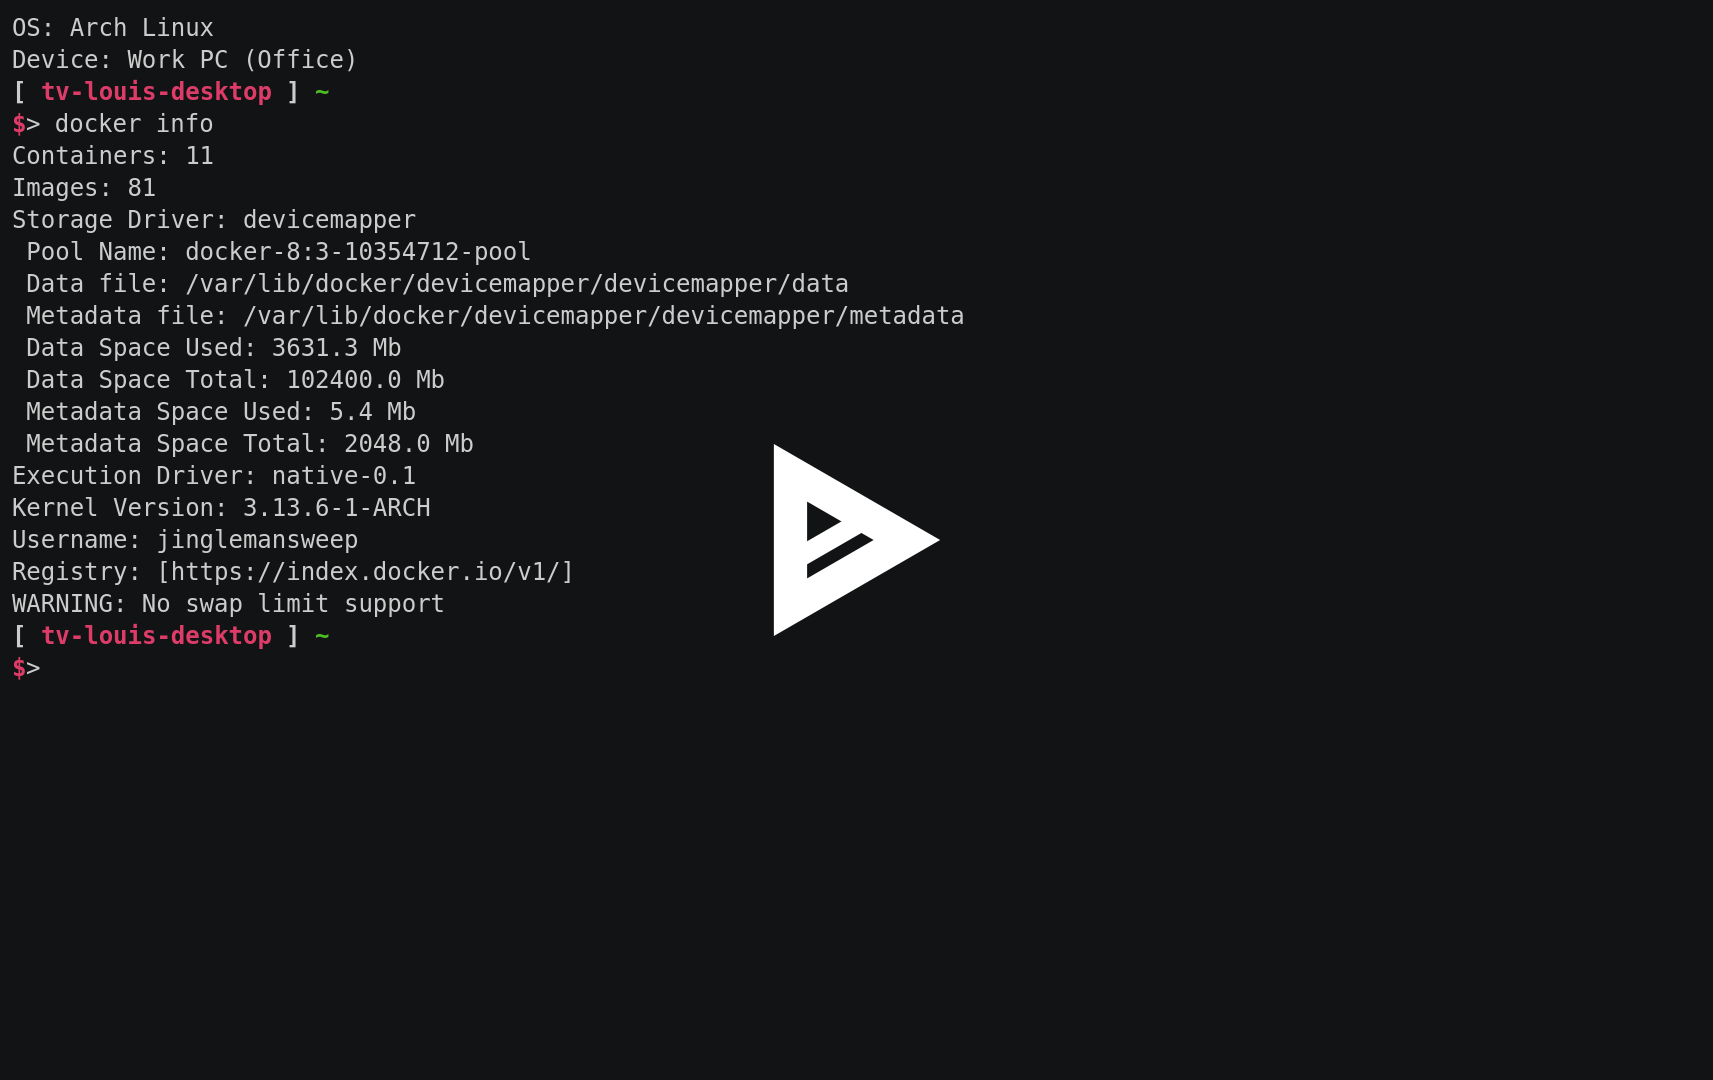 OS: Arch Linux
Device: Work PC (Office)
[ tv-louis-desktop ] ~
$> docker info
Containers: 11
Images: 81
Storage Driver: devicemapper
 Pool Name: docker-8:3-10354712-pool
 Data file: /var/lib/docker/devicemapper/devicemapper/data
 Metadata file: /var/lib/docker/devicemapper/devicemapper/metadata
 Data Space Used: 3631.3 Mb
 Data Space Total: 102400.0 Mb
 Metadata Space Used: 5.4 Mb
 Metadata Space Total: 2048.0 Mb
Execution Driver: native-0.1
Kernel Version: 3.13.6-1-ARCH
Username: jinglemansweep
Registry: [https://index.docker.io/v1/]
WARNING: No swap limit support
[ tv-louis-desktop ] ~
$>